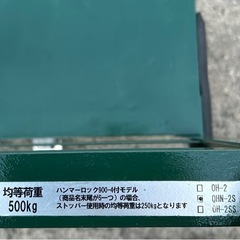 均等荷重
500kg
ハンマーロック900-4付モデル
(商品名末尾が5一つ)の場合、
ストッパー使用時の均等荷重は250kgとなります
OH-2
OHN-2S
OH-2SS